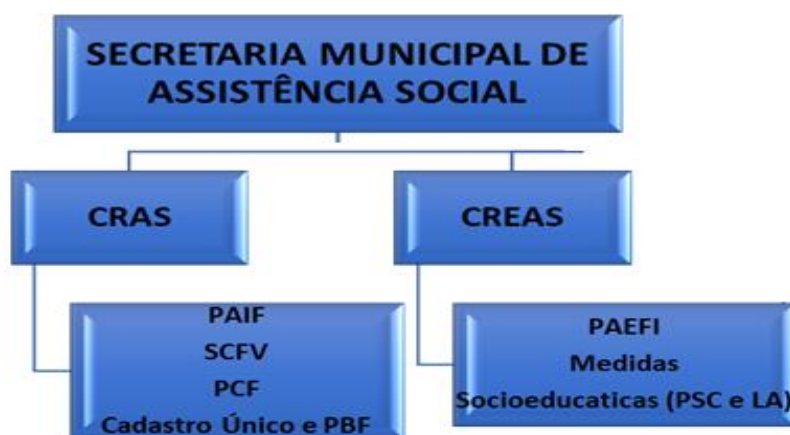 SECRETARIA MUNICIPAL DE
ASSISTÊNCIA SOCIAL
CRAS
CREAS
PAIF
SCFV
PCF
Cadastro Único e PBF
PAEFI
Medidas
Socioeducaticas (PSC e LA)